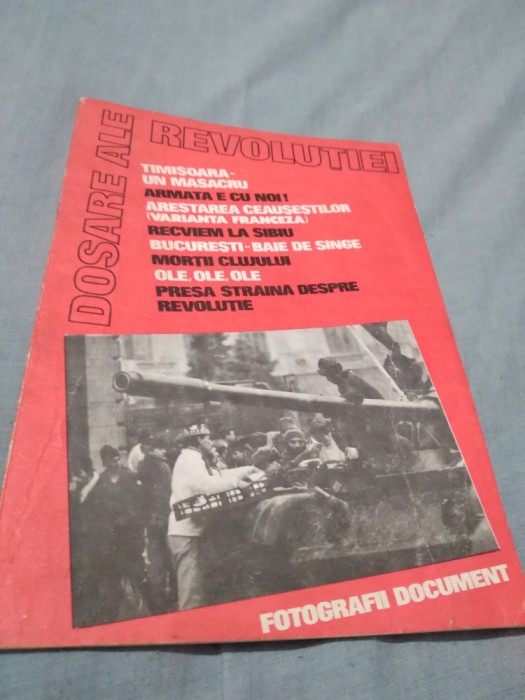 DOSARE ALE
REVOLUTIEI
TIMISOARA-
UN MASACRU
ARMATA E CU NOI!
ARESTAREA CEAUSESTILOR
(VARIANTA FRANCEZA)
RECVIEM LA SIBIU
BUCURESTI-BAIE DE SINGE
MORTII CLUJULUI
OLE, OLE, OLE
PRESA STRAINA DESPRE
REVOLUTIE
FOTOGRAFII DOCUMENT